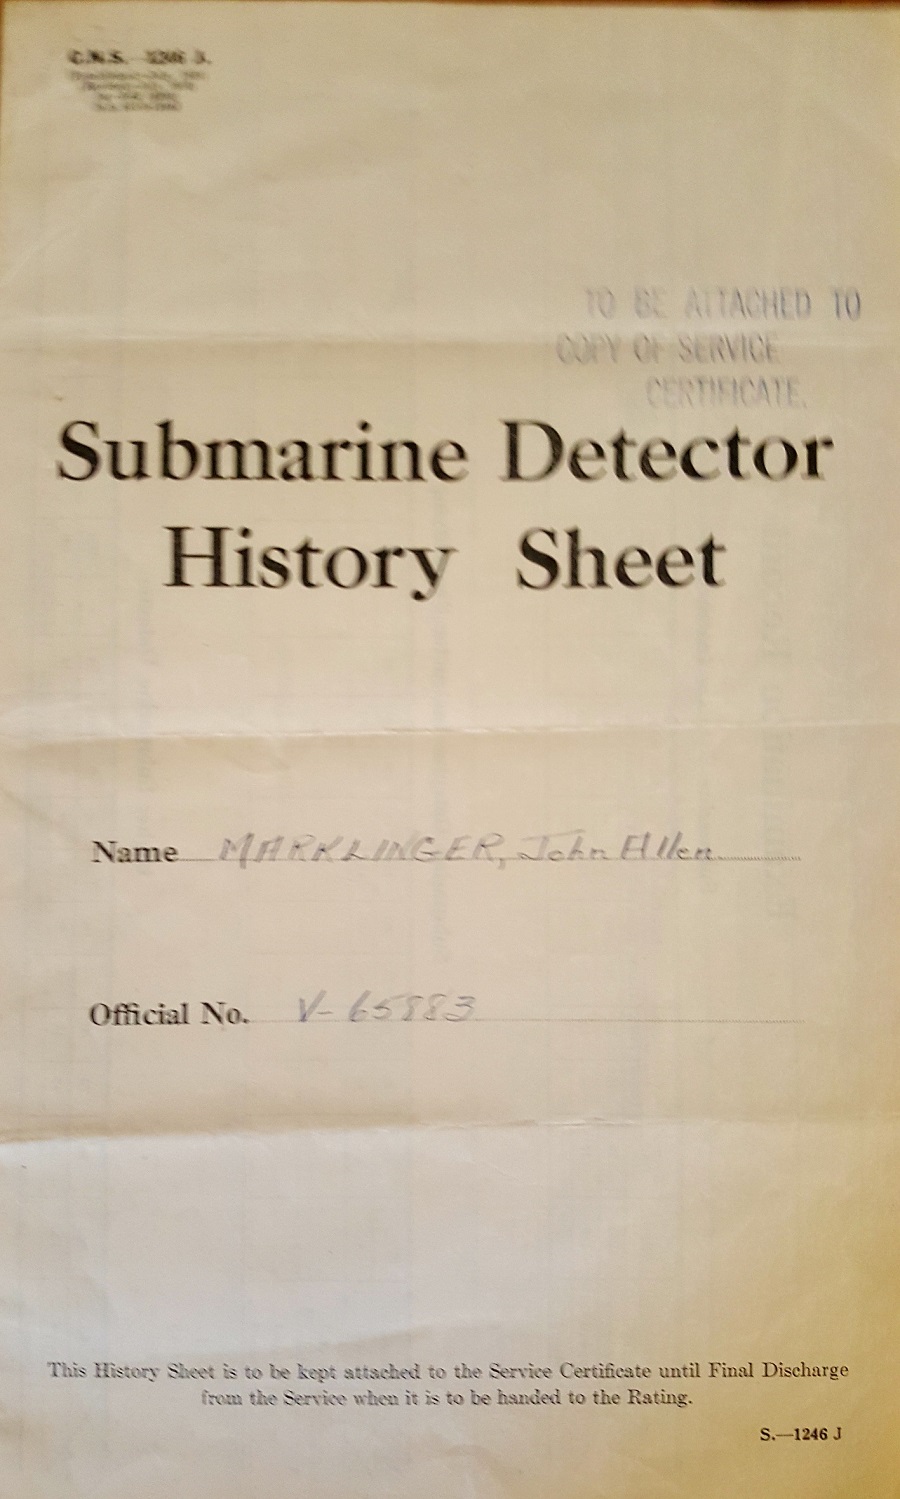 C.N.S. 1246 J.
TO BE ATTACHED TO
COPY OF SERVICE
CERTIFICATE.
Submarine Detector
History Sheet
Name MARKLINGER, John Allen
Official No. V-65883
This History Sheet is to be kept attached to the Service Certificate until Final Discharge
from the Service when it is to be handed to the Rating.
S.—1246 J